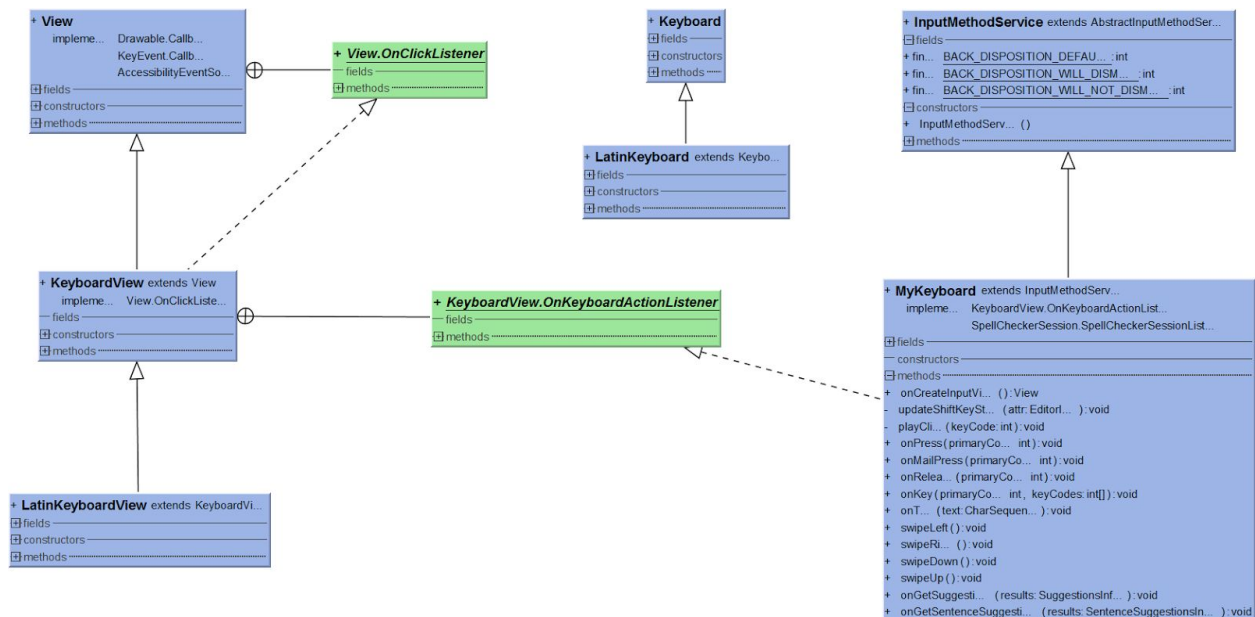 + View
impleme... Drawable.Callb...
KeyEvent.Callb...
AccessibilityEventSo...
fields
constructors
methods
+ View.OnClickListener
fields
methods
+ Keyboard
fields
constructors
methods
+ LatinKeyboard extends Keybo...
fields
constructors
methods
+ InputMethodService extends AbstractInputMethodSer...
fields
+ fin... BACK_DISPOSITION_DEFAU... : int
+ fin... BACK_DISPOSITION_WILL_DISM... : int
+ fin... BACK_DISPOSITION_WILL_NOT_DISM... : int
constructors
+ InputMethodServ... ()
methods
+ KeyboardView extends View
impleme... View.OnClickListe...
fields
constructors
methods
+ KeyboardView.OnKeyboardActionListener
fields
methods
+ MyKeyboard extends InputMethodServ...
impleme... KeyboardView.OnKeyboardActionList...
SpellCheckerSession.SpellCheckerSessionList...
fields
constructors
methods
+ onCreateInputVi... (): View
- updateShiftKeySt... (attr: EditorI... ): void
- playCli... (keyCode: int): void
+ onPress(primaryCo... int): void
+ onMailPress(primaryCo... int): void
+ onRelea... (primaryCo... int): void
+ onKey(primaryCo... int, keyCodes: int[]): void
+ onT... (text: CharSequen... ): void
+ swipeLeft(): void
+ swipeRi... (): void
+ swipeDown(): void
+ swipeUp(): void
+ onGetSuggesti... (results: SuggestionsInf... ): void
+ onGetSentenceSuggesti... (results: SentenceSuggestionsIn... ): void
+ LatinKeyboardView extends KeyboardVi...
fields
constructors
methods